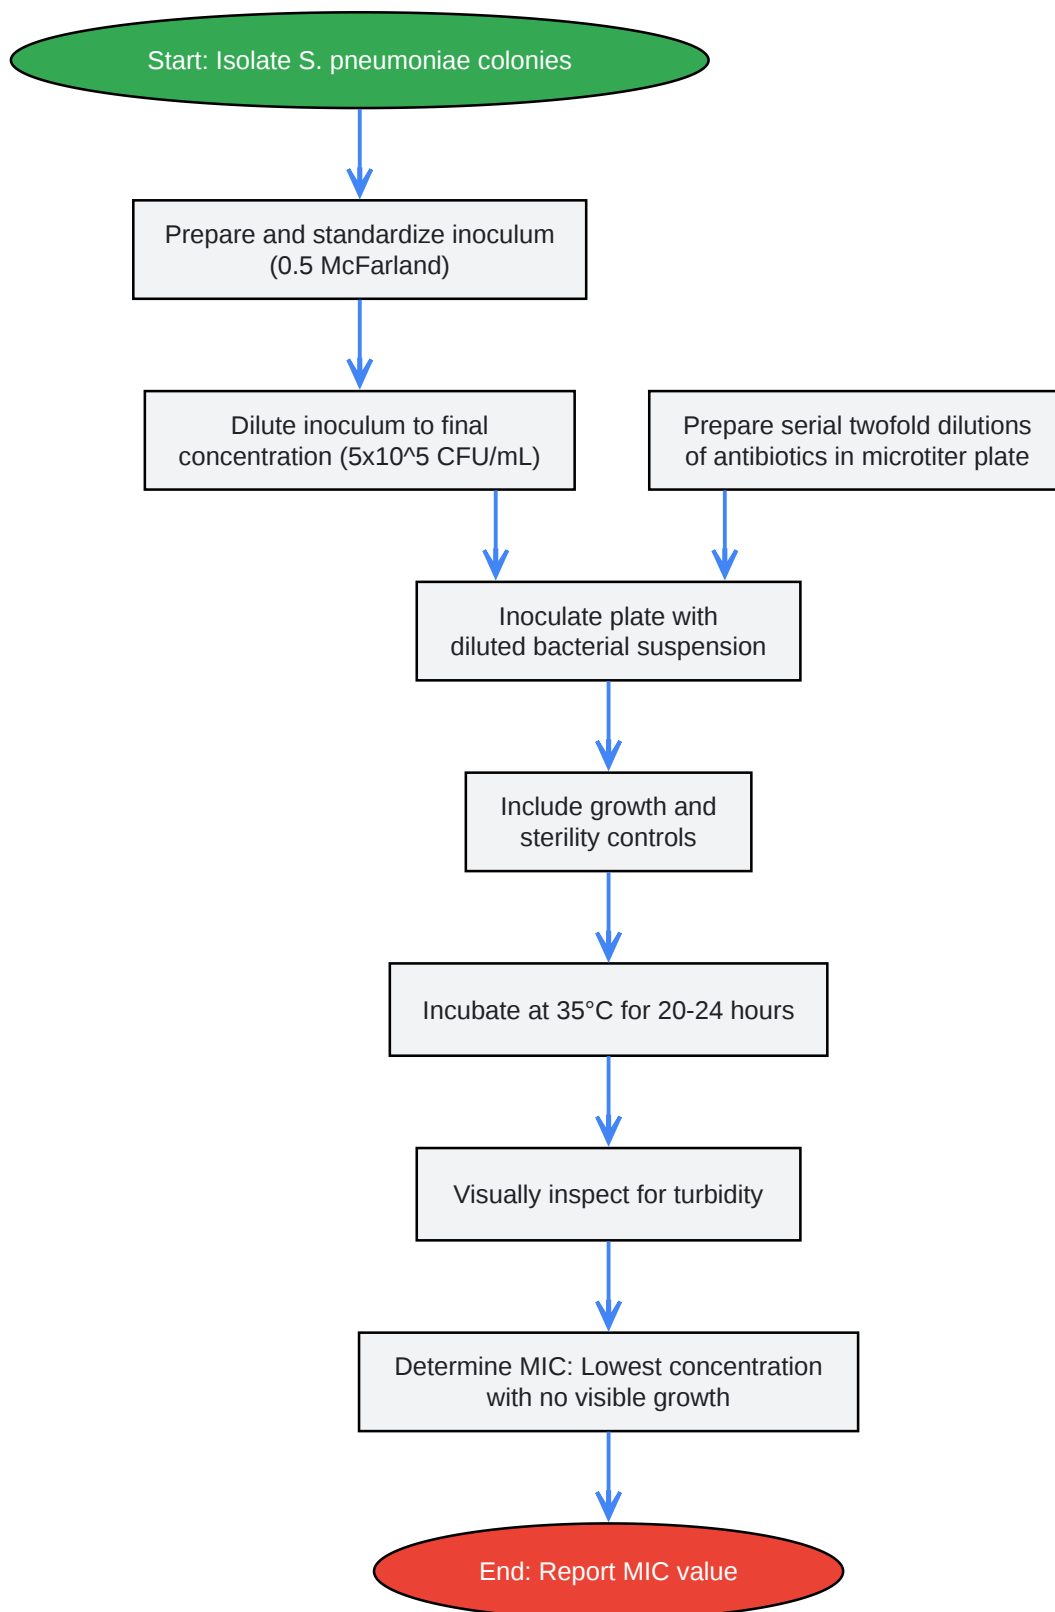 Start: Isolate S. pneumoniae colonies
Prepare and standardize inoculum
(0.5 McFarland)
Dilute inoculum to final
concentration (5x10^5 CFU/mL)
Prepare serial twofold dilutions
of antibiotics in microtiter plate
Inoculate plate with
diluted bacterial suspension
Include growth and
sterility controls
Incubate at 35°C for 20-24 hours
Visually inspect for turbidity
Determine MIC: Lowest concentration
with no visible growth
End: Report MIC value